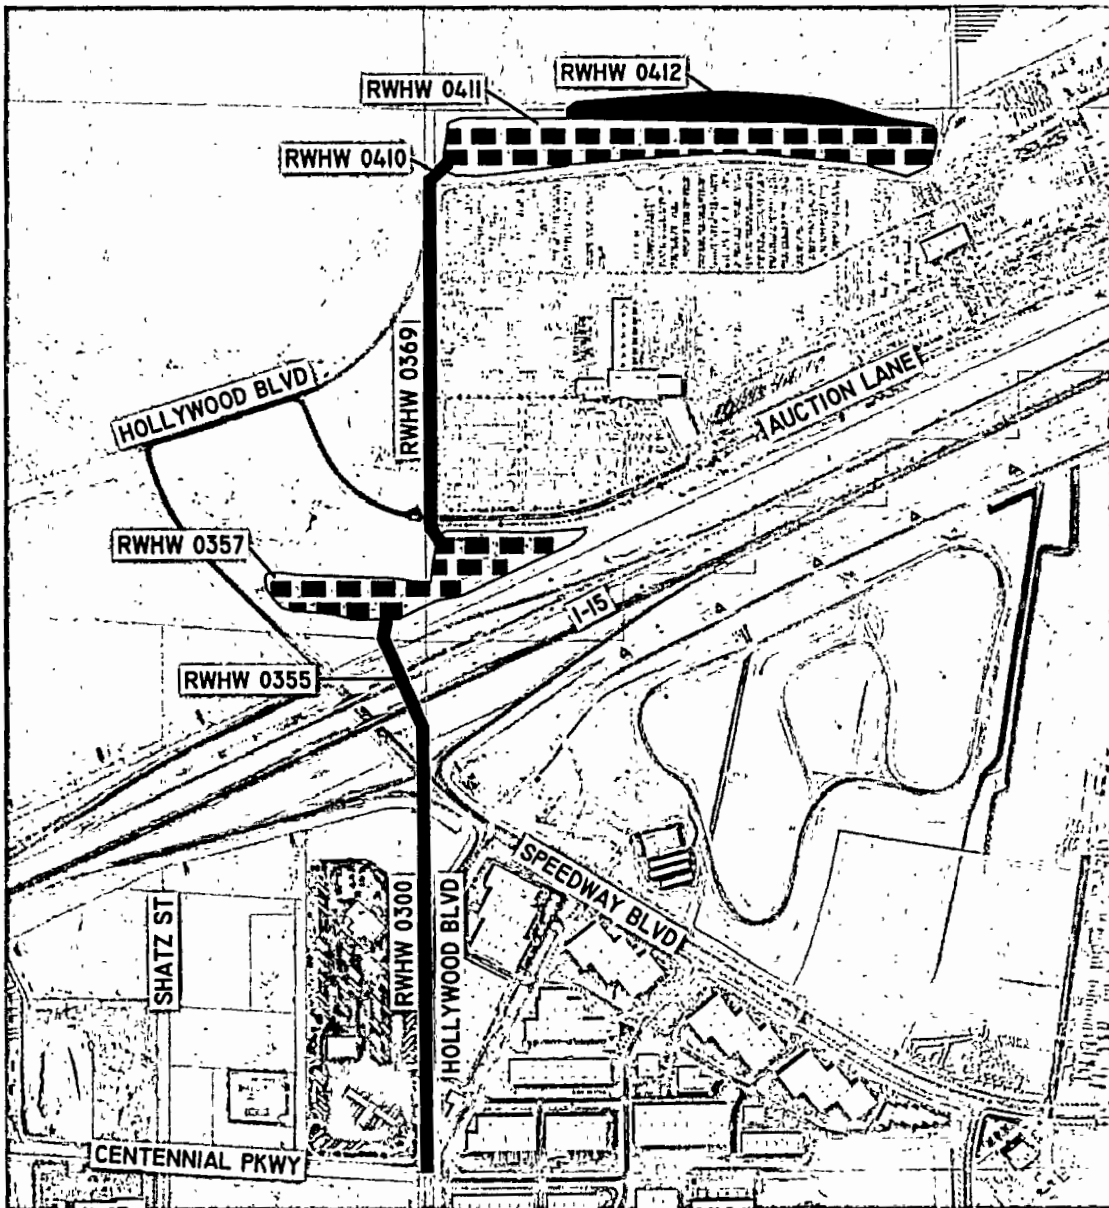 RWHW 0412
RWHW 0411
RWHW 0410
RWHW 0369
HOLLYWOOD BLVD
AUCTION LANE
RWHW 0357
I-15
RWHW 0355
SPEEDWAY BLVD
SHATZ ST
RWHW 0300
HOLLYWOOD BLVD
CENTENNIAL PKWY